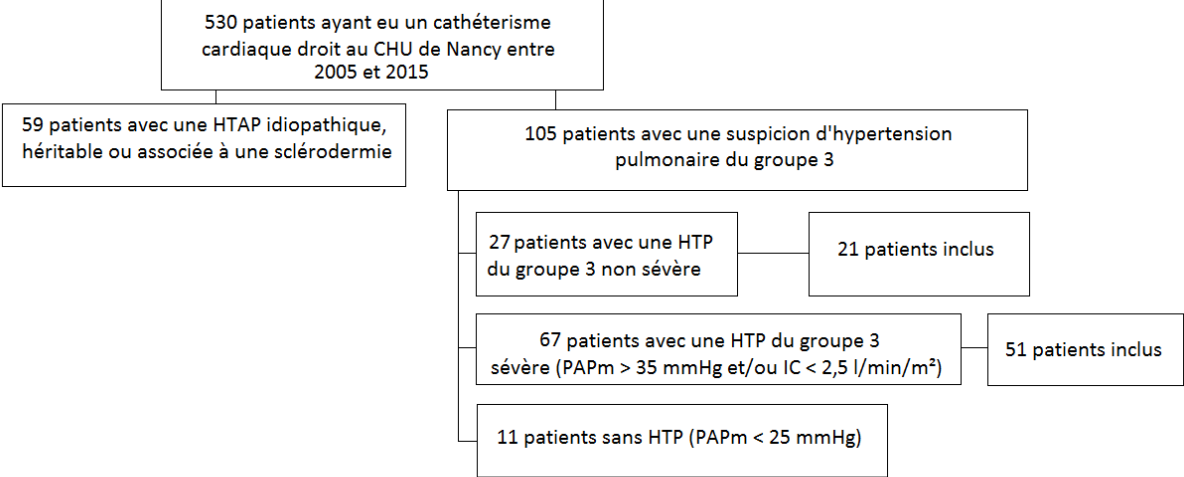 530 patients ayant eu un cathéterisme
cardiaque droit au CHU de Nancy entre
2005 et 2015
59 patients avec une HTAP idiopathique,
héritable ou associée à une sclérodermie
105 patients avec une suspicion d'hypertension
pulmonaire du groupe 3
27 patients avec une HTP
du groupe 3 non sévère
21 patients inclus
67 patients avec une HTP du groupe 3
sévère (PAPm > 35 mmHg et/ou IC < 2,5 l/min/m²)
51 patients inclus
11 patients sans HTP (PAPm < 25 mmHg)